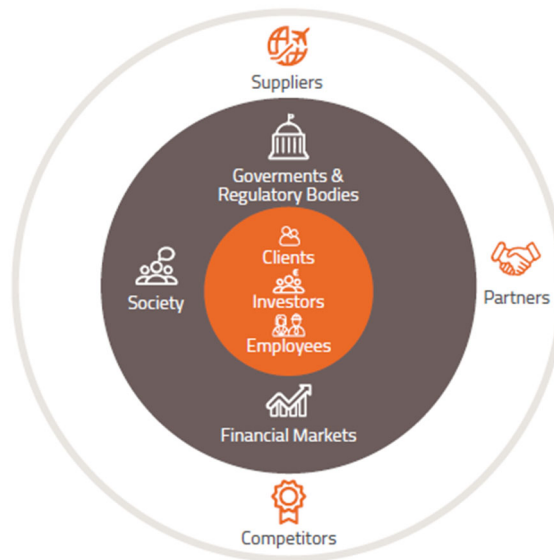 Suppliers
Goverments &
Regulatory Bodies
Clients
Society
Investors
Partners
Employees
Financial Markets
Competitors